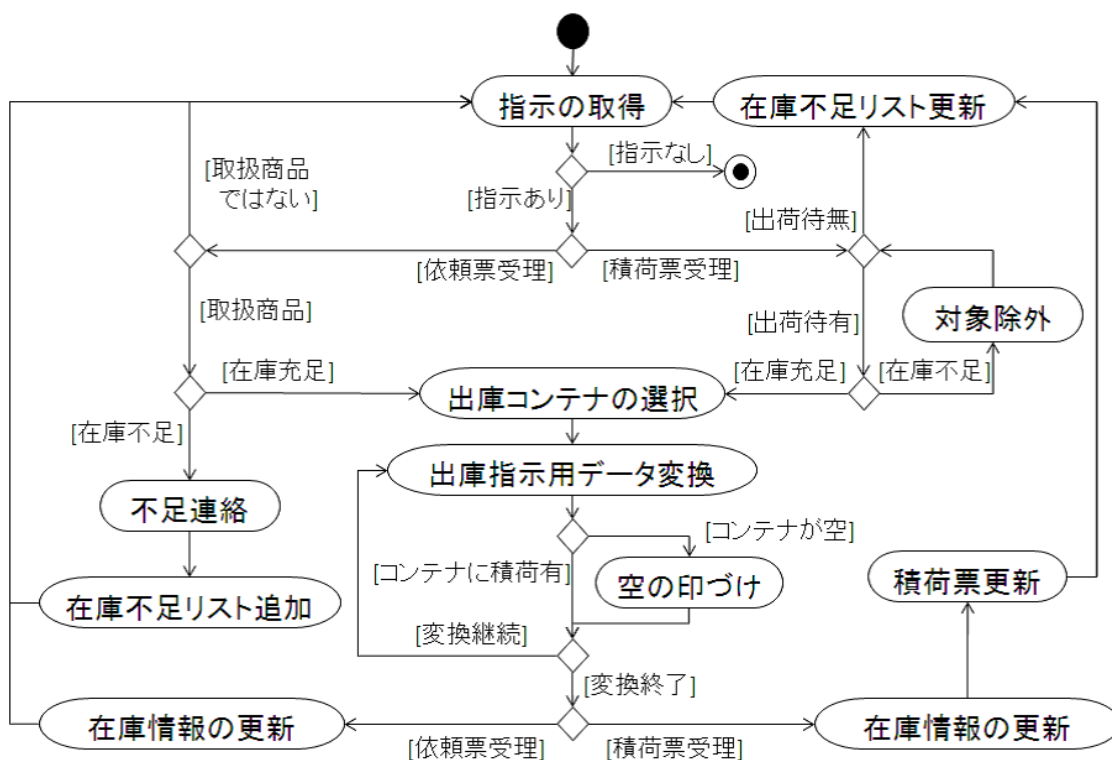 指示の取得
在庫不足リスト更新
[指示なし]
[取扱商品
ではない]
[指示あり]
[出荷待無]
[依頼票受理]
[積荷票受理]
[取扱商品]
[出荷待有]
対象除外
[在庫充足]
出庫コンテナの選択
[在庫充足]
[在庫不足]
[在庫不足]
出庫指示用データ変換
不足連絡
[コンテナが空]
[コンテナに積荷有]
空の印づけ
積荷票更新
在庫不足リスト追加
[変換継続]
[変換終了]
在庫情報の更新
在庫情報の更新
[依頼票受理]
[積荷票受理]